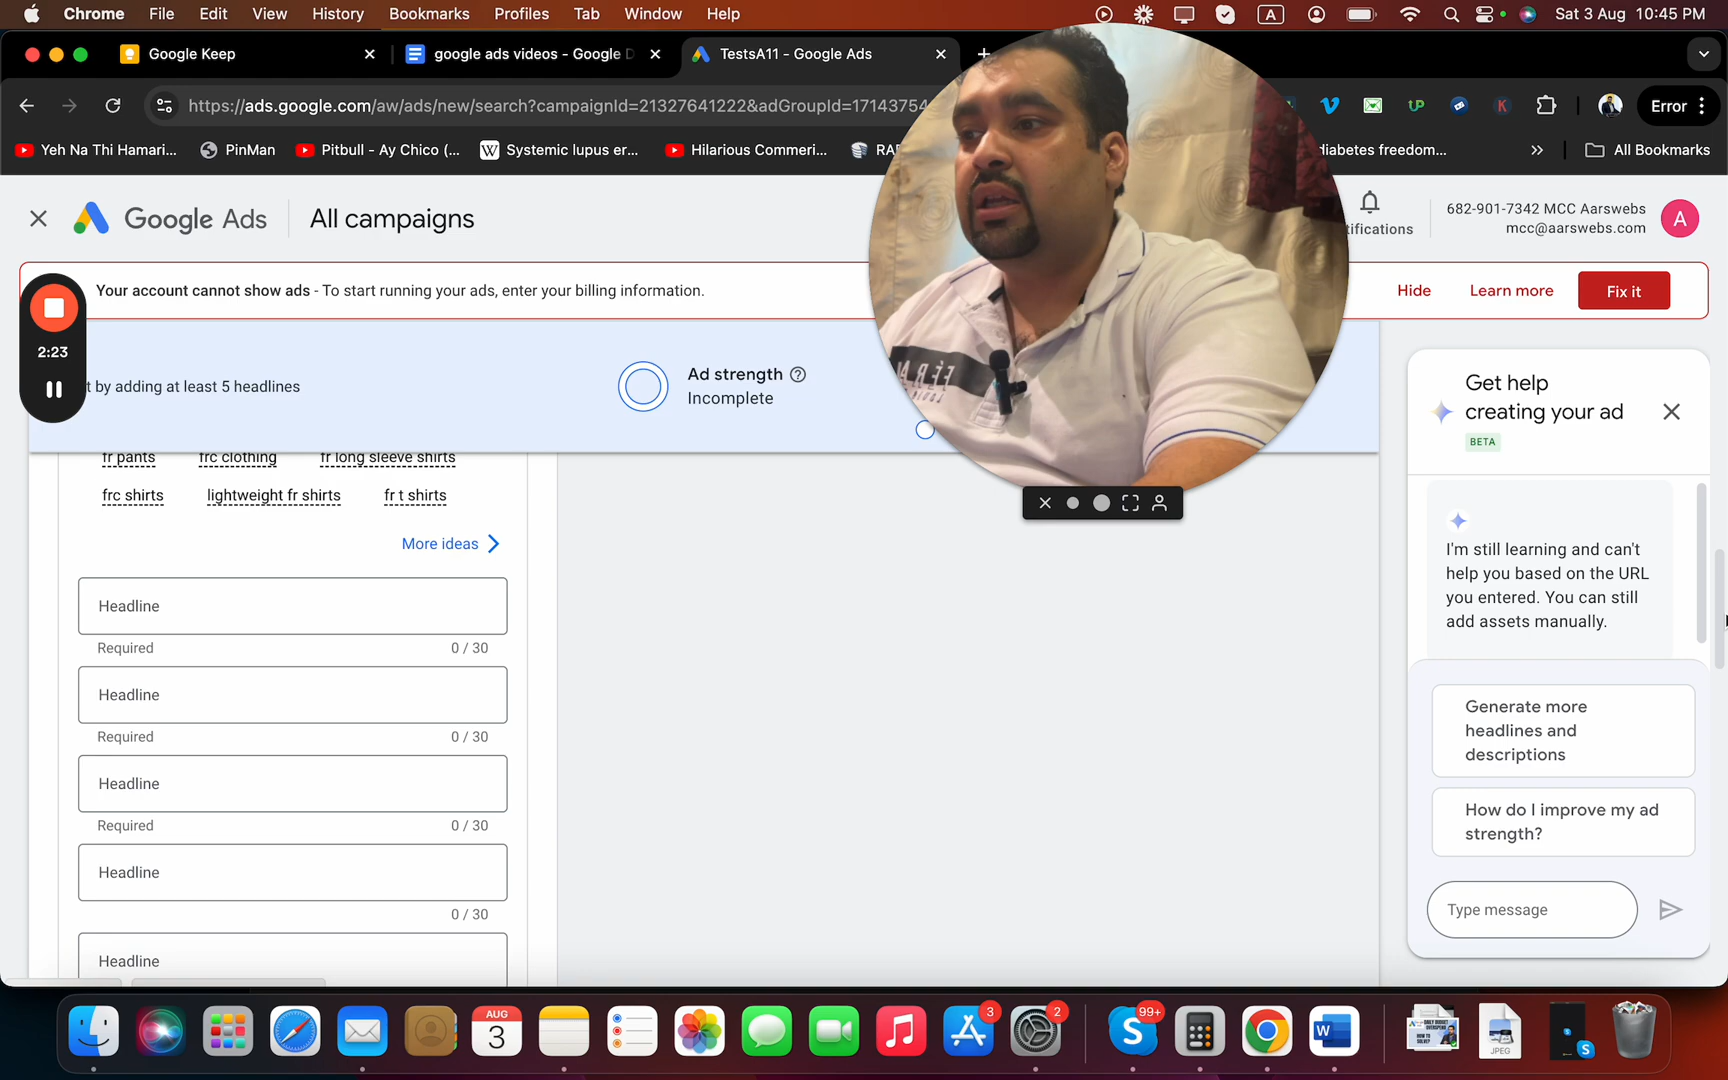 Chrome File Edit View History Bookmarks Profiles Tab Window Help A Sat 3 Aug 10:45 PM
Google Keep google ads videos - Google D TestsA11 - Google Ads
https://ads.google.com/aw/ads/new/search?campaignId=21327641222&adGroupId=17143754 UP K Error
Yeh Na Thi Hamari... PinMan Pitbull - Ay Chico (... W Systemic lupus er... Hilarious Commeri... diabetes freedom... » All Bookmarks
Google Ads All campaigns
tifications
682-901-7342 MCC Aarswebs
mcc@aarswebs.com
A
Your account cannot show ads - To start running your ads, enter your billing information. Hide Learn more Fix it
2:23
t by adding at least 5 headlines
Ad strength ?
Incomplete
fr pants frc clothing fr long sleeve shirts
frc shirts lightweight fr shirts fr t shirts
More ideas
Headline
Required 0 / 30
Headline
Required 0 / 30
Headline
Required 0 / 30
Headline
0 / 30
Headline
Get help
creating your ad
BETA
I'm still learning and can't
help you based on the URL
you entered. You can still
add assets manually.
Generate more
headlines and
descriptions
How do I improve my ad
strength?
Type message
AUG
3
3
2
S
99+
W
JPEG
S